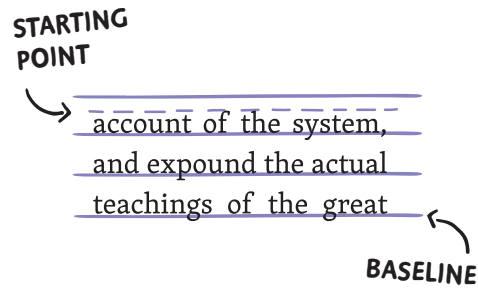 STARTING
POINT
account of the system,
and expound the actual
teachings of the great
BASELINE